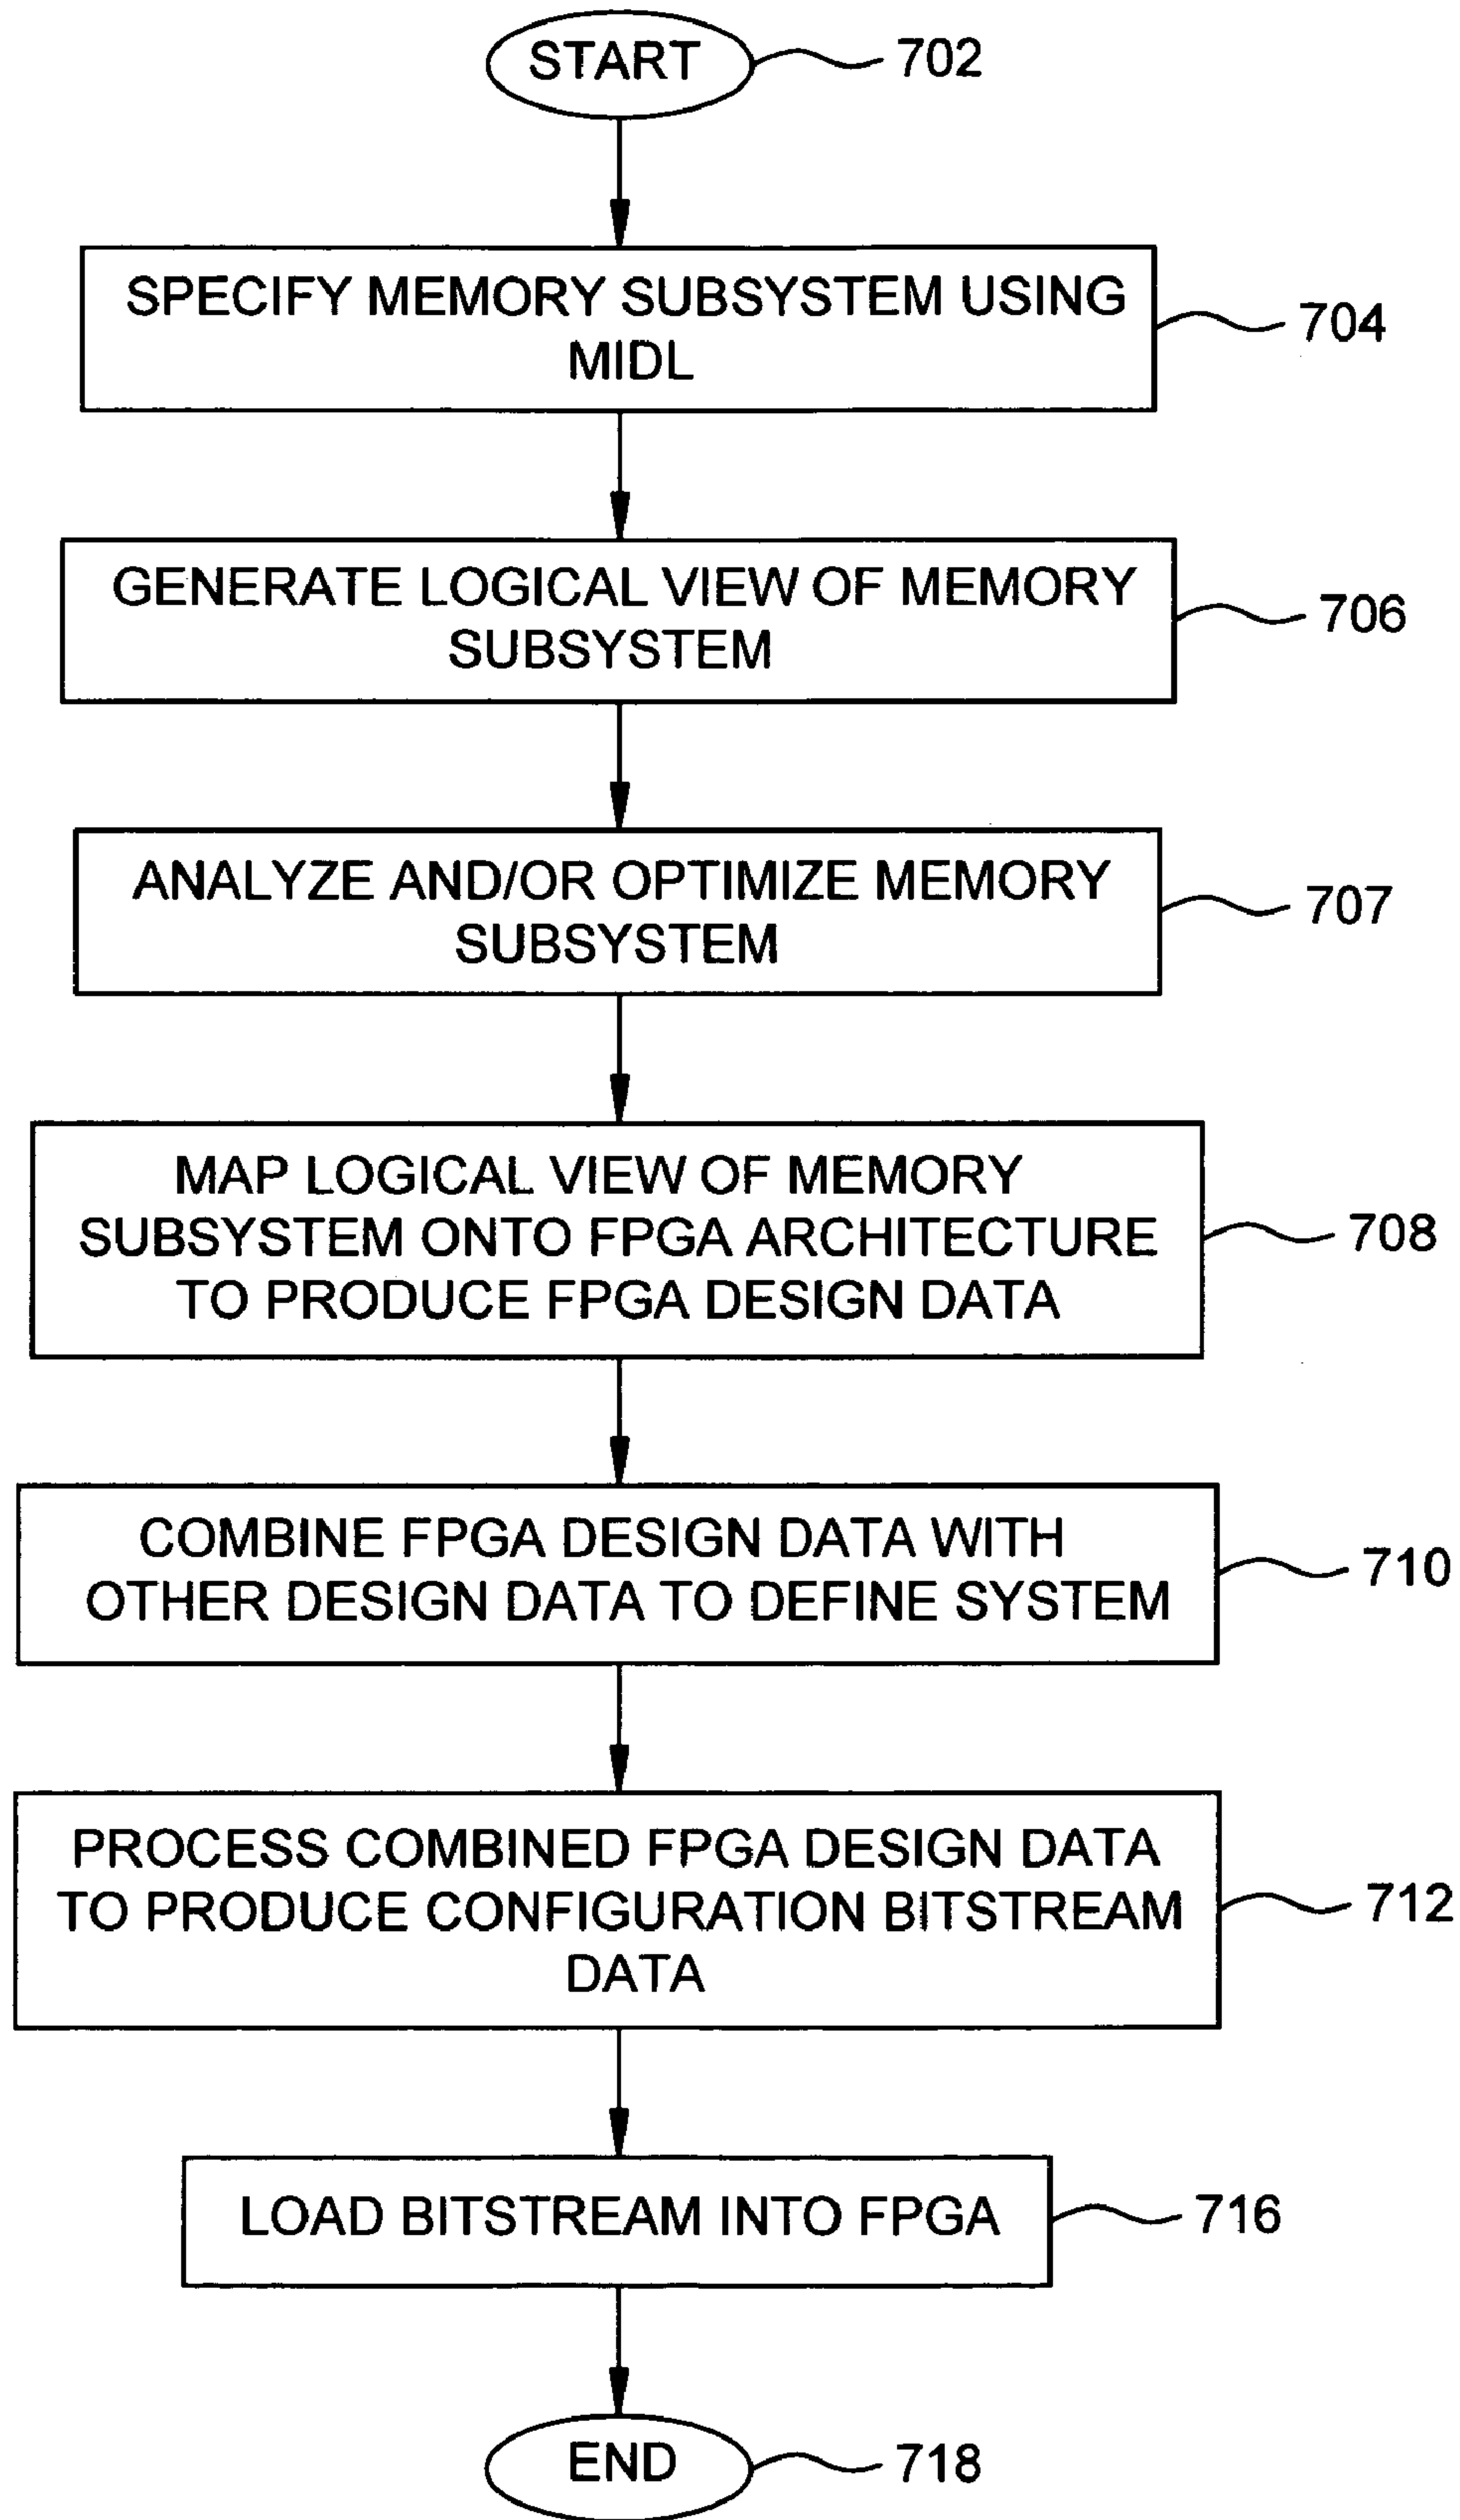 START
702
SPECIFY MEMORY SUBSYSTEM USING
MIDL
704
GENERATE LOGICAL VIEW OF MEMORY
SUBSYSTEM
706
ANALYZE AND/OR OPTIMIZE MEMORY
SUBSYSTEM
707
MAP LOGICAL VIEW OF MEMORY
SUBSYSTEM ONTO FPGA ARCHITECTURE
TO PRODUCE FPGA DESIGN DATA
708
COMBINE FPGA DESIGN DATA WITH
OTHER DESIGN DATA TO DEFINE SYSTEM
710
PROCESS COMBINED FPGA DESIGN DATA
TO PRODUCE CONFIGURATION BITSTREAM
DATA
712
LOAD BITSTREAM INTO FPGA
716
END
718